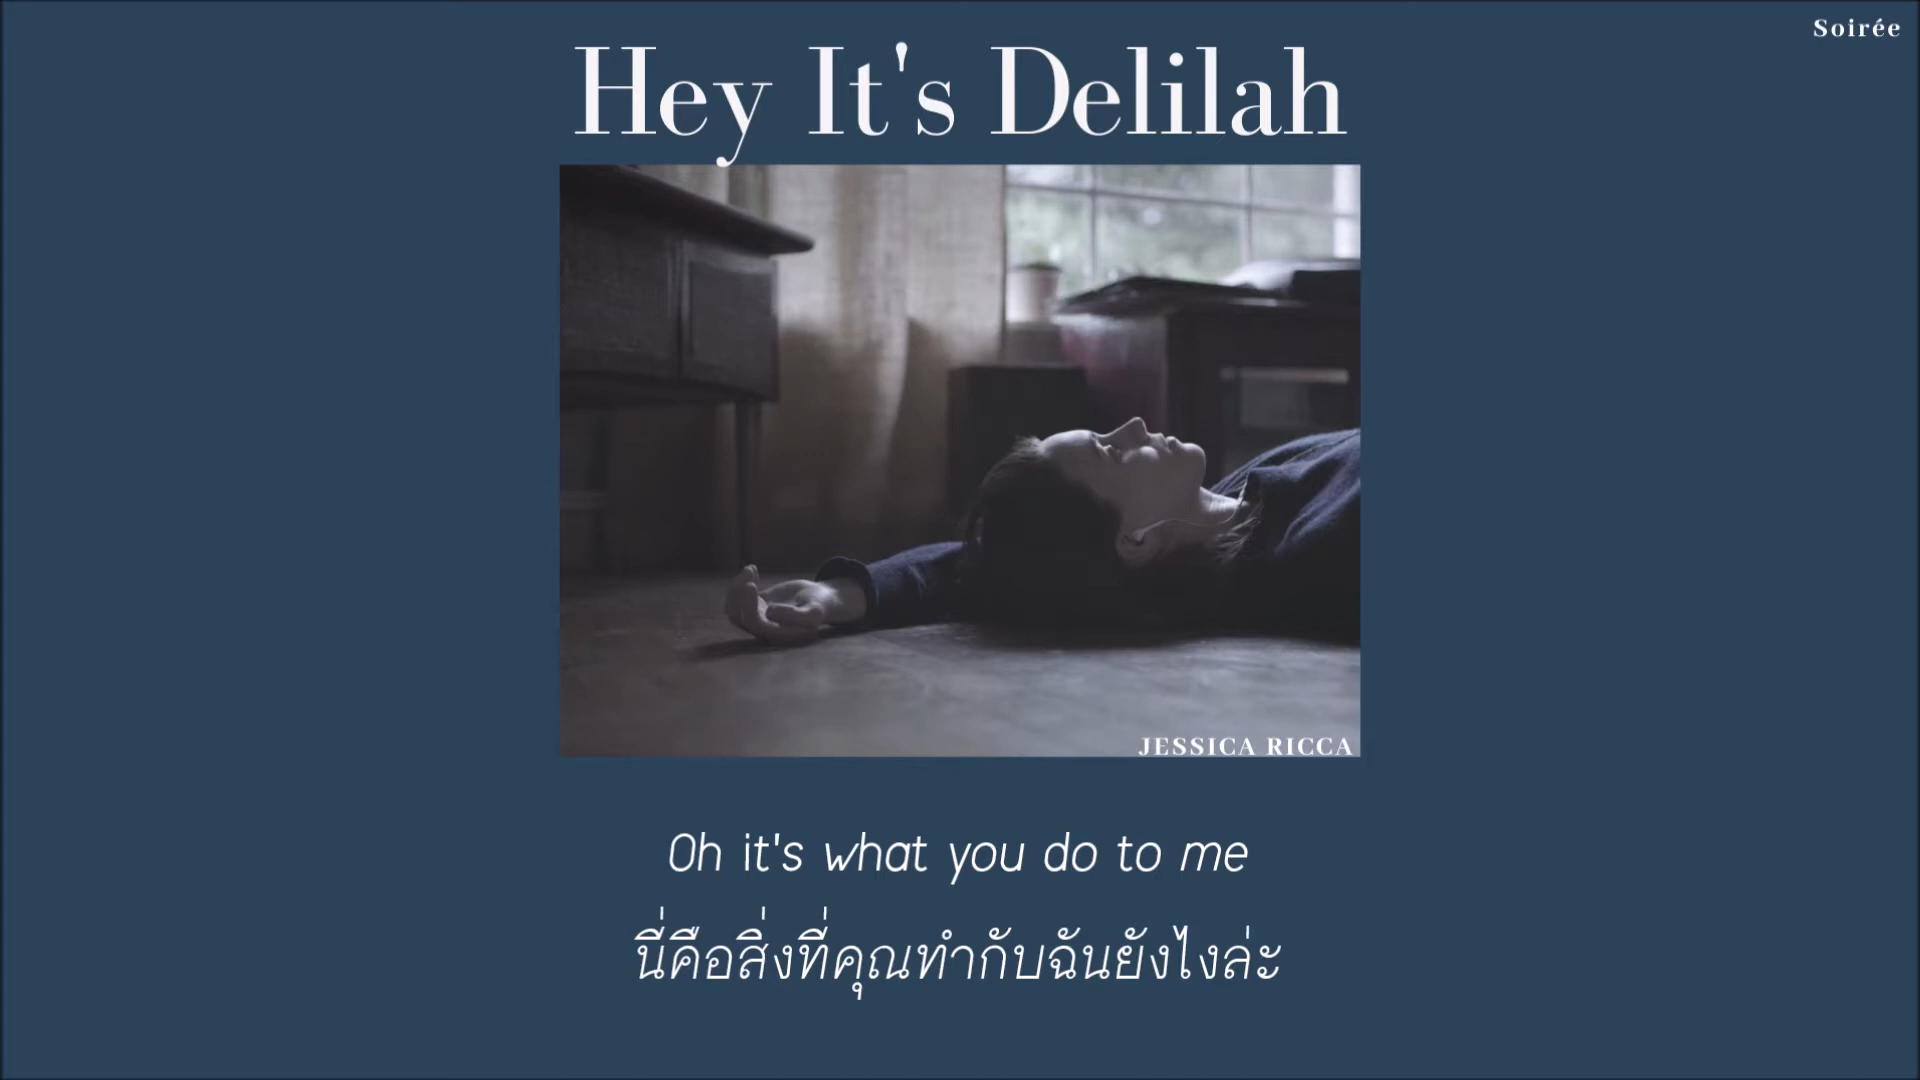 Soirée
Hey It's Delilah
JESSICA RICCA
Oh it's what you do to me
นี่คือสิ่งที่คุณทำกับฉันยังไงล่ะ